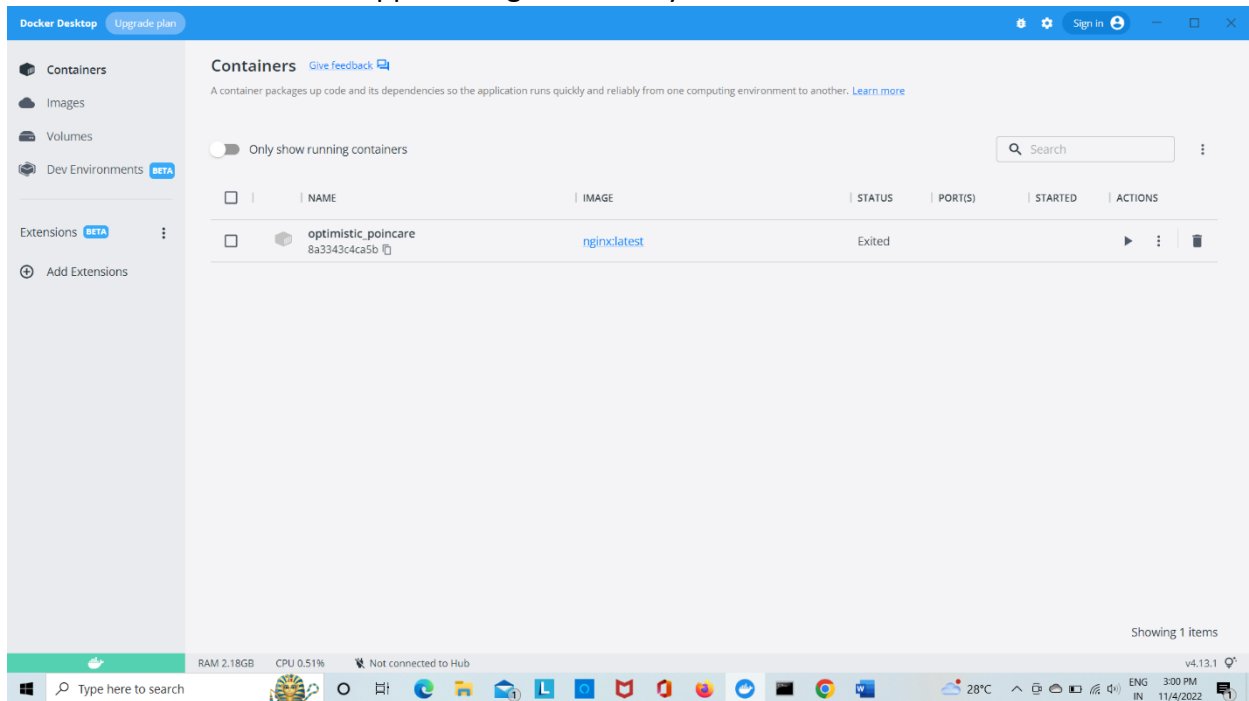 Docker Desktop Upgrade plan
Sign in
Containers
Images
Volumes
Dev Environments BETA
Extensions BETA
Add Extensions
Containers Give feedback
A container packages up code and its dependencies so the application runs quickly and reliably from one computing environment to another. Learn more
Only show running containers
Search
NAME IMAGE STATUS PORT(S) STARTED ACTIONS
optimistic_poincare nginx:latest Exited
8a3343c4ca5b
Showing 1 items
RAM 2.18GB CPU 0.51% Not connected to Hub v4.13.1
Type here to search 28°C ENG 3:00 PM
IN 11/4/2022